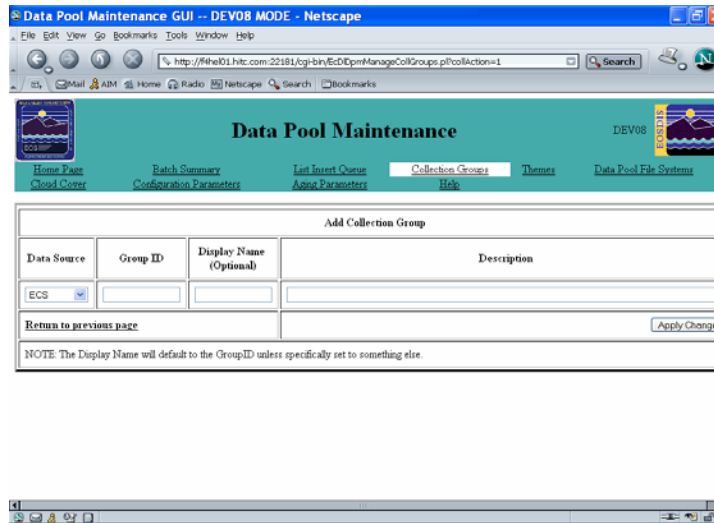 Data Pool Maintenance GUI -- DEV08 MODE - Netscape
File Edit View Go Bookmarks Tools Window Help
http://f4hel01.hitc.com:22181/cgi-bin/EcDlDpmManageCollGroups.pl?collAction=1 Search
Mail AIM Home Radio Netscape Search Bookmarks
Data Pool Maintenance DEV08 EOSDIS
ECS
Home Page Batch Summary List Insert Queue Collection Groups Themes Data Pool File Systems
Cloud Cover Configuration Parameters Aging Parameters Help
Add Collection Group
Data Source Group ID Display Name (Optional) Description
ECS
Return to previous page Apply Change
NOTE: The Display Name will default to the GroupID unless specifically set to something else.